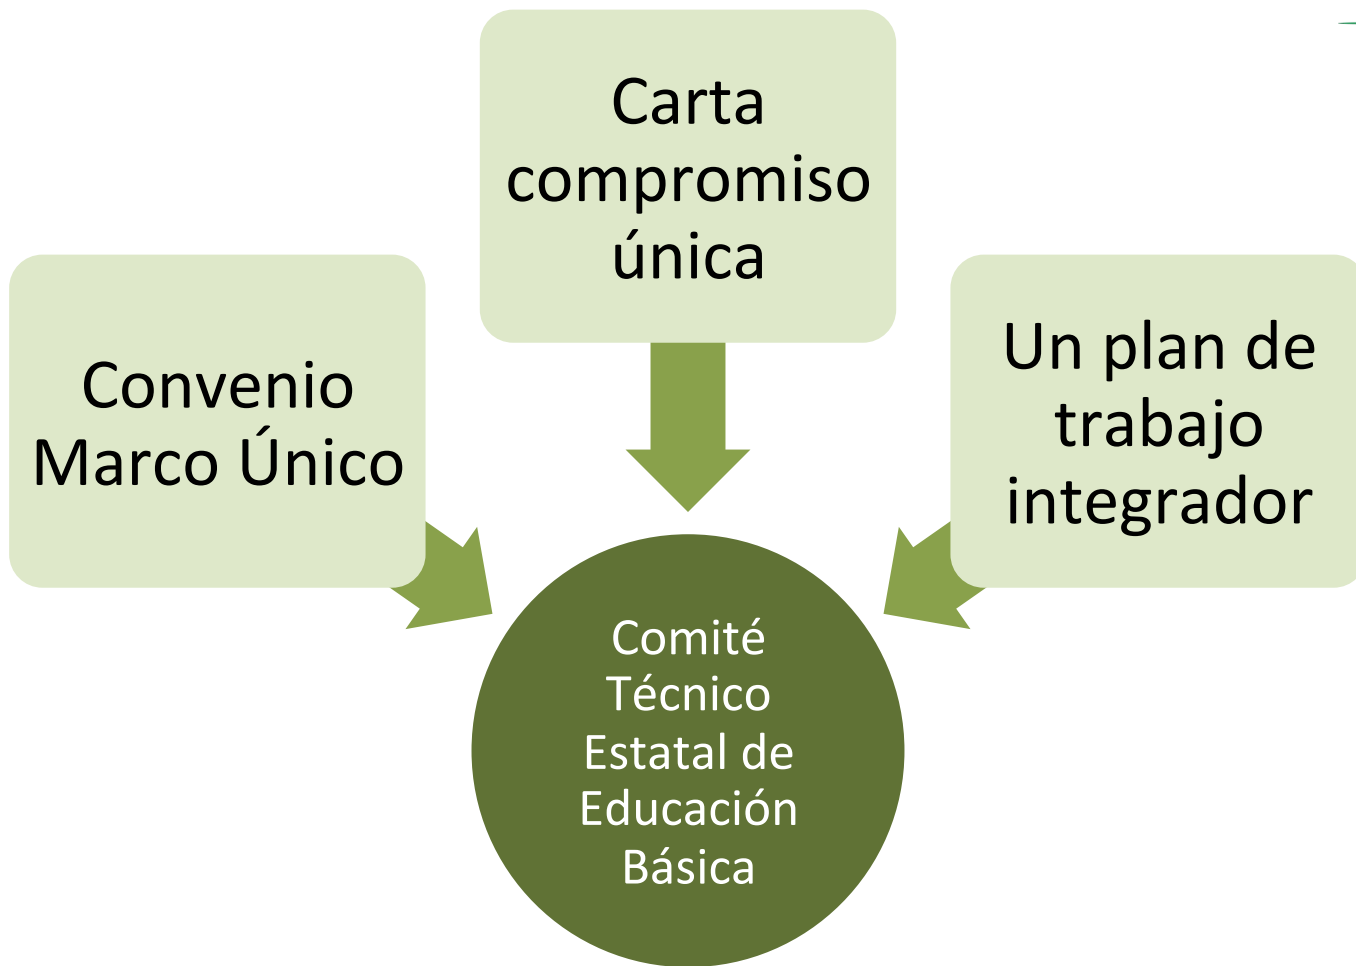 Carta
compromiso
única
Convenio
Marco Único
Un plan de
trabajo
integrador
Comité
Técnico
Estatal de
Educación
Básica